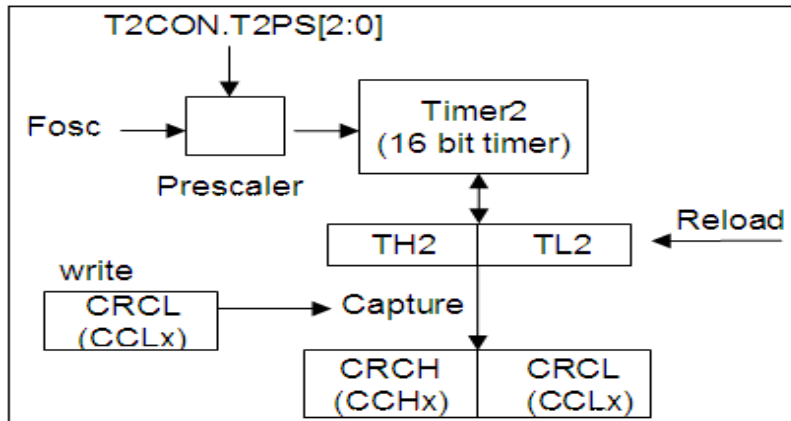 T2CON.T2PS[2:0]
Fosc
Prescaler
Timer2
(16 bit timer)
TH2
TL2
Reload
write
CRCL
(CCLx)
Capture
CRCH
(CCHx)
CRCL
(CCLx)